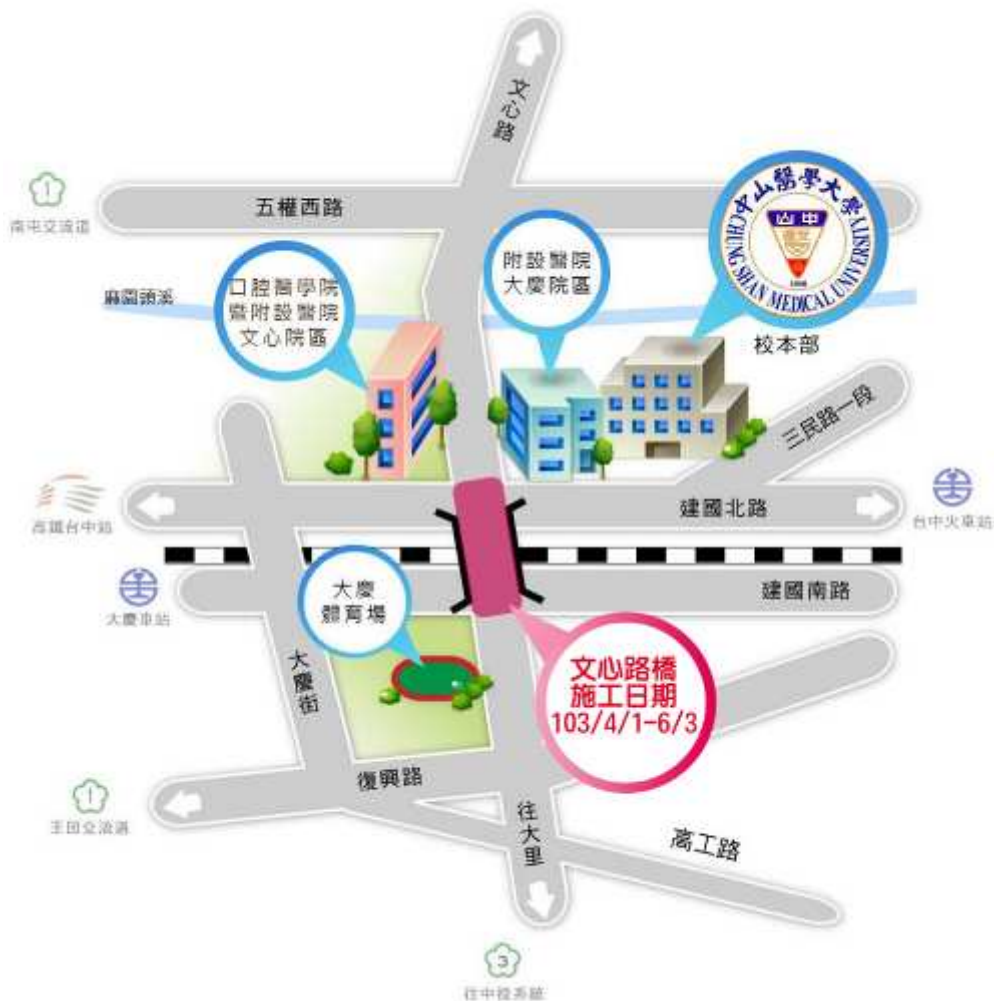 文心路
五權西路
1
南屯交流道
麻園頭溪
口腔醫學院
暨附設醫院
文心院區
附設醫院
大慶院區
中山醫學大學
CHUNG SHAN MEDICAL UNIVERSITY
中山
1960
校本部
三民路一段
高鐵台中站
建國北路
台中火車站
大慶車站
建國南路
大慶
體育場
大慶街
文心路橋
施工日期
103/4/1-6/3
復興路
1
王田交流道
往大里
高工路
3
往中投系統